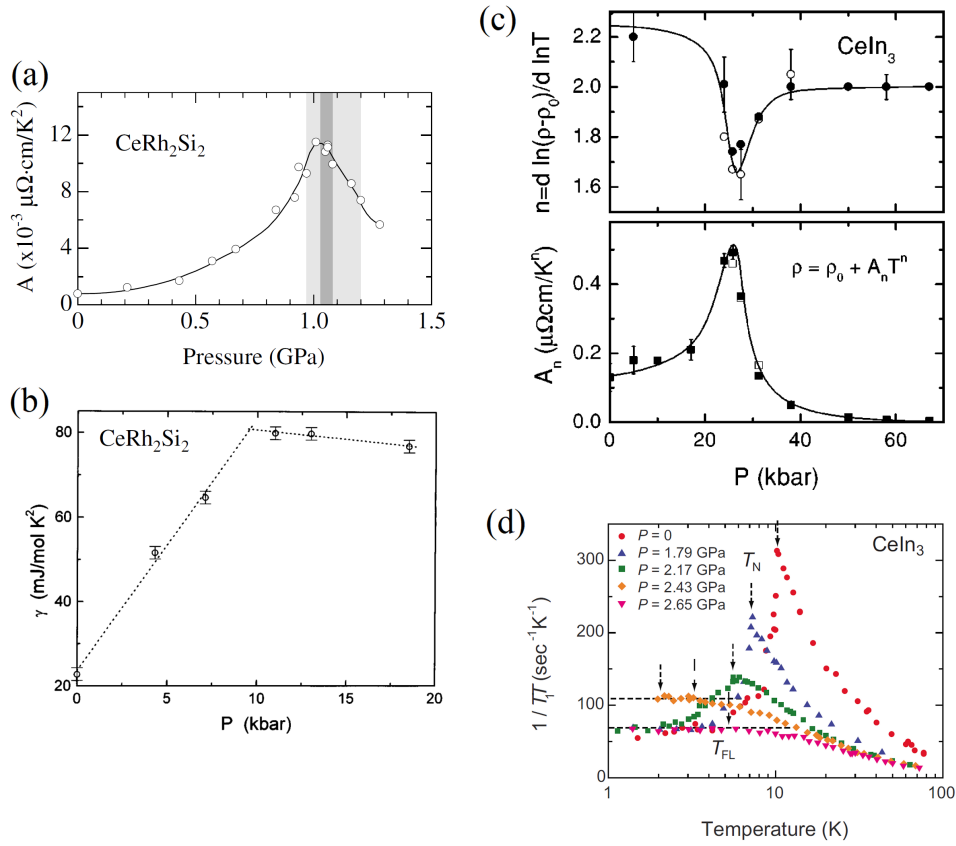 (a)
A (x10⁻³ μΩ·cm/K²)
12
8
4
0
CeRh₂Si₂
0
0.5
1.0
1.5
Pressure (GPa)
(b)
γ (mJ/mol K²)
80
60
40
20
CeRh₂Si₂
0
5
10
15
20
P (kbar)
(c)
n=d ln(ρ-ρ₀)/d lnT
2.2
2.0
1.8
1.6
CeIn₃
Aₙ (μΩcm/Kⁿ)
0.4
0.2
0.0
ρ = ρ₀ + AₙTⁿ
0
20
40
60
P (kbar)
(d)
1 / T₁T (sec⁻¹K⁻¹)
300
200
100
0
P = 0
P = 1.79 GPa
P = 2.17 GPa
P = 2.43 GPa
P = 2.65 GPa
CeIn₃
T_N
T_FL
1
10
100
Temperature (K)